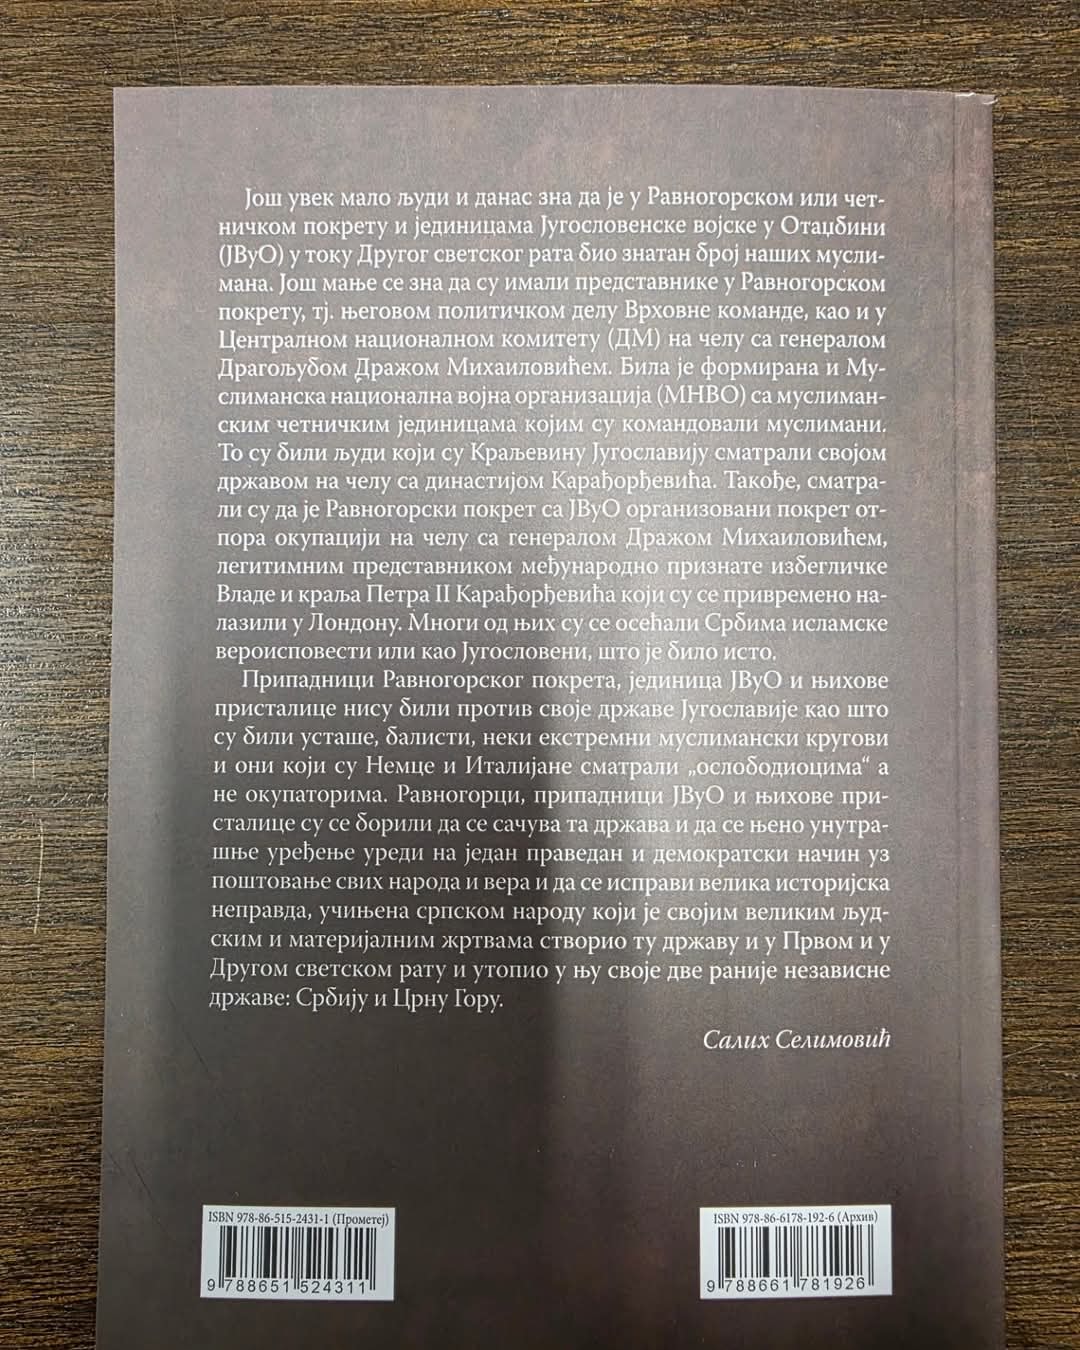 Још увек мало људи и данас зна да је у Равногорском или чет-
ничком покрету и јединицама Југословенске војске у Отаџбини
(ЈВуО) у току Другог светског рата био знатан број наших мусли-
мана. Још мање се зна да су имали представнике у Равногорском
покрету, тј. његовом политичком делу Врховне команде, као и у
Централном националном комитету (ДМ) на челу са генералом
Драгољубом Дражом Михаиловићем. Била је формирана и Му-
слиманска национална војна организација (МНВО) са муслиман-
ским четничким јединицама којим су командовали муслимани.
То су били људи који су Краљевину Југославију сматрали својом
државом на челу са династијом Карађорђевића. Такође, сматра-
ли су да је Равногорски покрет са ЈВуО организовани покрет от-
пора окупацији на челу са генералом Дражом Михаиловићем,
легитимним представником међународно признате избегличке
Владе и краља Петра II Карађорђевића који су се привремено на-
лазили у Лондону. Многи од њих су се осећали Србима исламске
вероисповести или као Југословени, што је било исто.
Припадници Равногорског покрета, јединица ЈВуО и њихове
присталице нису били против своје државе Југославије као што
су били усташе, балисти, неки екстремни муслимански кругови
и они који су Немце и Италијане сматрали „ослободиоцима“ а
не окупаторима. Равногорци, припадници ЈВуО и њихове при-
сталице су се борили да се сачува та држава и да се њено унутра-
шње уређење уреди на један праведан и демократски начин уз
поштовање свих народа и вера и да се исправи велика историјска
неправда, учињена српском народу који је својим великим људ-
ским и материјалним жртвама створио ту државу и у Првом и у
Другом светском рату и утопио у њу своје две раније независне
државе: Србију и Црну Гору.
Салих Селимовић
ISBN 978-86-515-2431-1 (Прометеј)
9 788651 524311
ISBN 978-86-6178-192-6 (Архив)
9 788661 781926